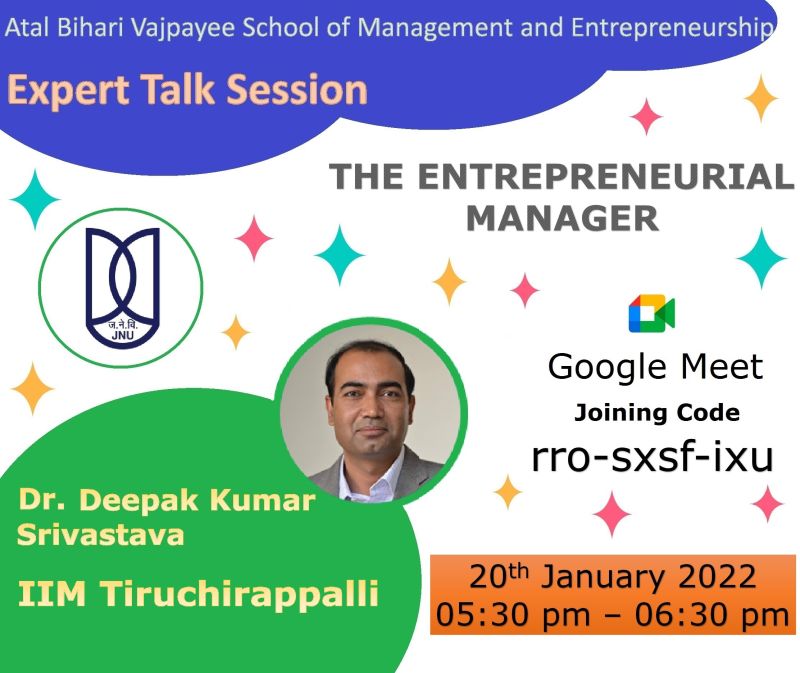 Atal Bihari Vajpayee School of Management and Entrepreneurship
Expert Talk Session
THE ENTREPRENEURIAL
MANAGER
ज.ने.वि.
JNU
Google Meet
Joining Code
rro-sxsf-ixu
Dr. Deepak Kumar
Srivastava
IIM Tiruchirappalli
20th January 2022
05:30 pm – 06:30 pm